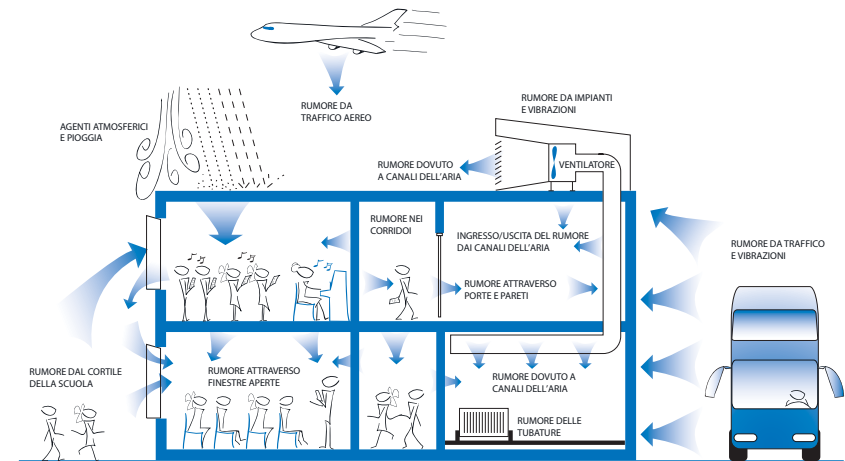 RUMORE DA
TRAFFICO AEREO
RUMORE DA IMPIANTI
E VIBRAZIONI
AGENTI ATMOSFERICI
E PIOGGIA
RUMORE DOVUTO
A CANALI DELL'ARIA
VENTILATORE
RUMORE NEI
CORRIDOI
INGRESSO/USCITA DEL RUMORE
DAI CANALI DELL'ARIA
RUMORE DA TRAFFICO
E VIBRAZIONI
RUMORE ATTRAVERSO
PORTE E PARETI
RUMORE DAL CORTILE
DELLA SCUOLA
RUMORE ATTRAVERSO
FINESTRE APERTE
RUMORE DOVUTO A
CANALI DELL'ARIA
RUMORE DELLE
TUBATURE